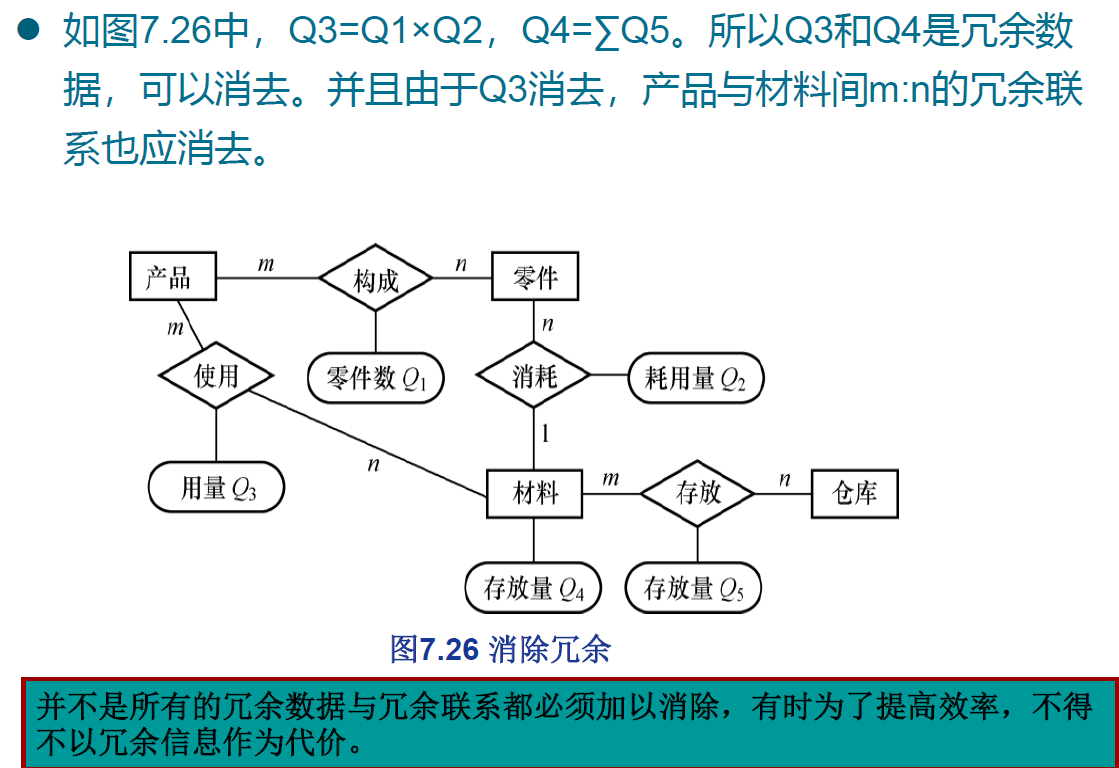 如图7.26中，Q3=Q1×Q2，Q4=∑Q5。所以Q3和Q4是冗余数
据，可以消去。并且由于Q3消去，产品与材料间m:n的冗余联
系也应消去。
产品
m
构成
n
零件
m
n
使用
零件数 Q1
消耗
耗用量 Q2
1
n
用量 Q3
材料
m
存放
n
仓库
存放量 Q4
存放量 Q5
图7.26 消除冗余
并不是所有的冗余数据与冗余联系都必须加以消除，有时为了提高效率，不得
不以冗余信息作为代价。